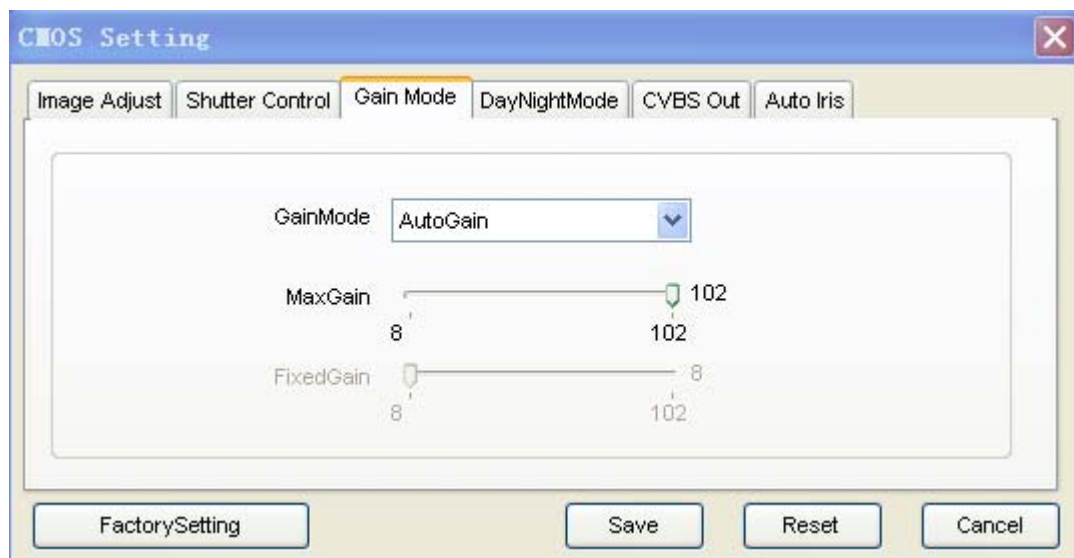 CMOS Setting
Image Adjust Shutter Control Gain Mode DayNightMode CVBS Out Auto Iris
GainMode AutoGain
MaxGain 102
8 102
FixedGain 8
8 102
FactorySetting Save Reset Cancel